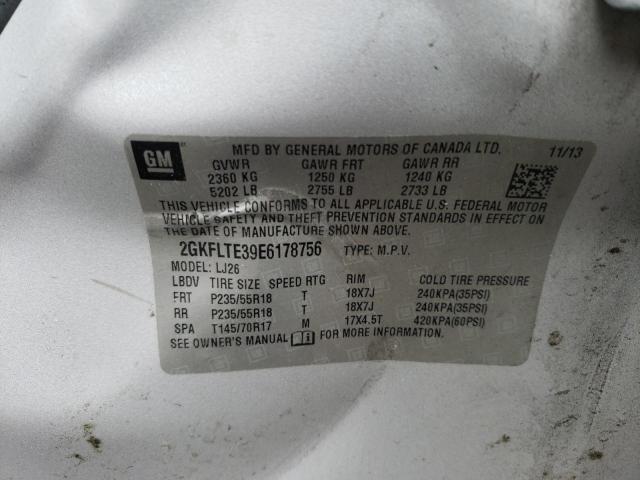 GM
MFD BY GENERAL MOTORS OF CANADA LTD. 11/13
GVWR GAWR FRT GAWR RR
2360 KG 1250 KG 1240 KG
5202 LB 2755 LB 2733 LB
THIS VEHICLE CONFORMS TO ALL APPLICABLE U.S. FEDERAL MOTOR
VEHICLE SAFETY AND THEFT PREVENTION STANDARDS IN EFFECT ON
THE DATE OF MANUFACTURE SHOWN ABOVE.
2GKFLTE39E6178756 TYPE: M.P.V.
MODEL: LJ26
LBDV TIRE SIZE SPEED RTG RIM COLD TIRE PRESSURE
FRT P235/55R18 T 18X7J 240KPA(35PSI)
RR P235/55R18 T 18X7J 240KPA(35PSI)
SPA T145/70R17 M 17X4.5T 420KPA(60PSI)
SEE OWNER'S MANUAL FOR MORE INFORMATION.